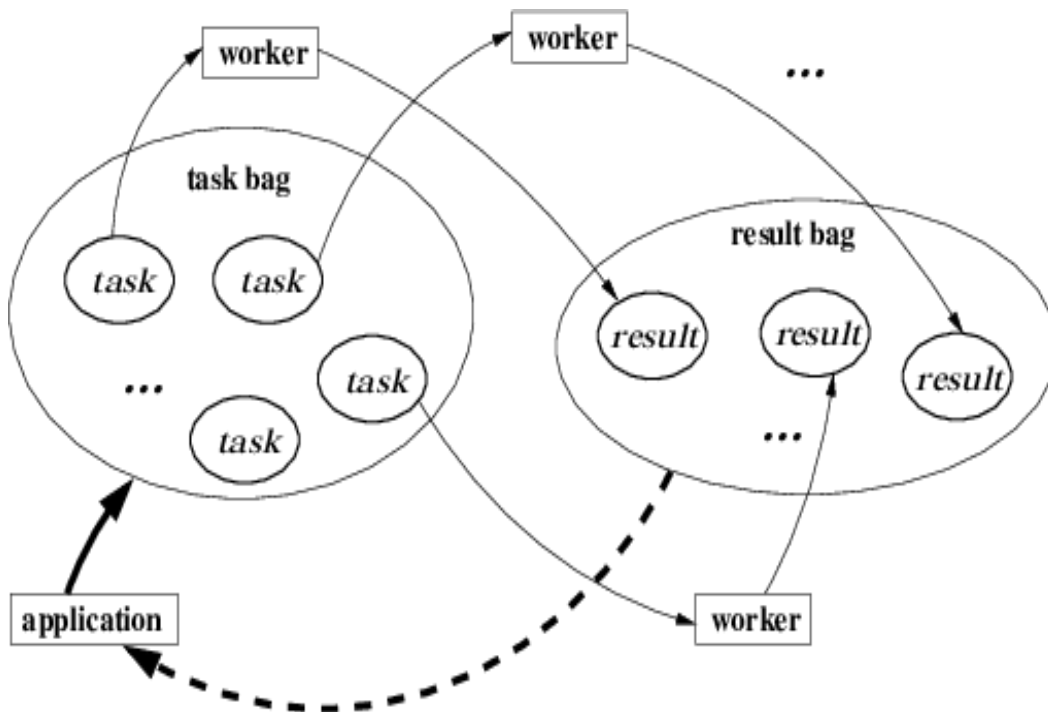 worker
worker
...
task bag
result bag
task
task
result
result
result
task
...
task
...
application
worker